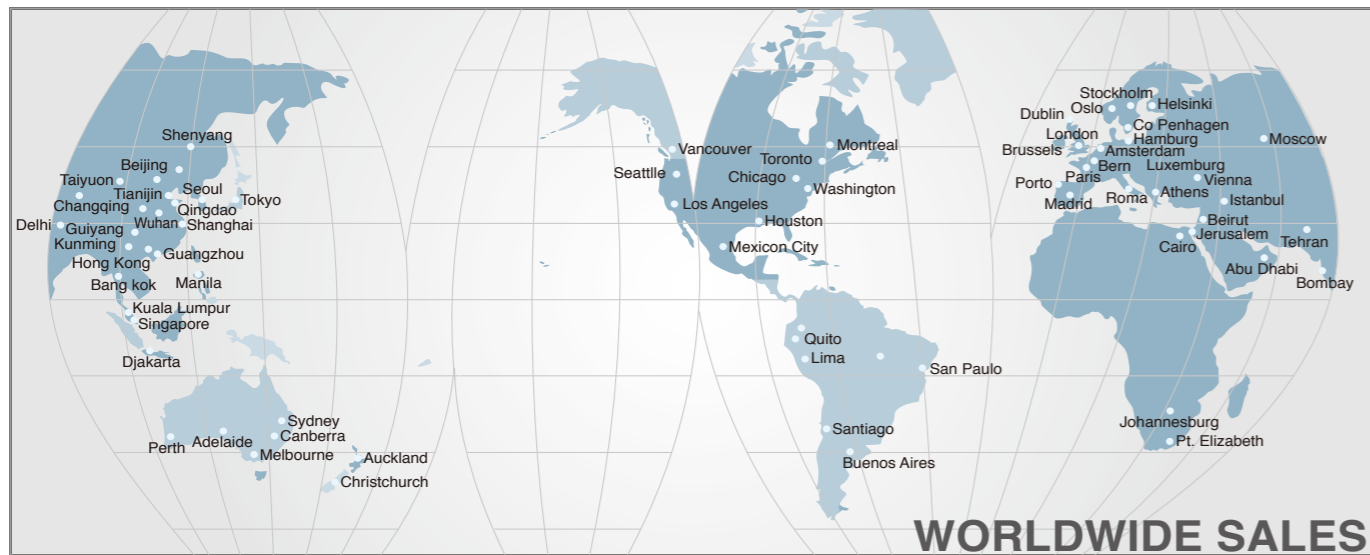 Shenyang
Beijing
Taiyuon
Tianijin
Seoul
Changqing
Qingdao
Tokyo
Delhi
Guiyang
Wuhan
Shanghai
Kunming
Guangzhou
Hong Kong
Bang kok
Manila
Kuala Lumpur
Singapore
Djakarta
Sydney
Perth
Adelaide
Canberra
Melbourne
Auckland
Christchurch
Vancouver
Montreal
Toronto
Seattlle
Chicago
Washington
Los Angeles
Houston
Mexicon City
Quito
Lima
San Paulo
Santiago
Buenos Aires
Stockholm
Dublin
Oslo
Helsinki
London
Co Penhagen
Hamburg
Moscow
Brussels
Amsterdam
Bern
Luxemburg
Paris
Vienna
Porto
Madrid
Roma
Athens
Istanbul
Beirut
Jerusalem
Cairo
Tehran
Abu Dhabi
Bombay
Johannesburg
Pt. Elizabeth
WORLDWIDE SALES